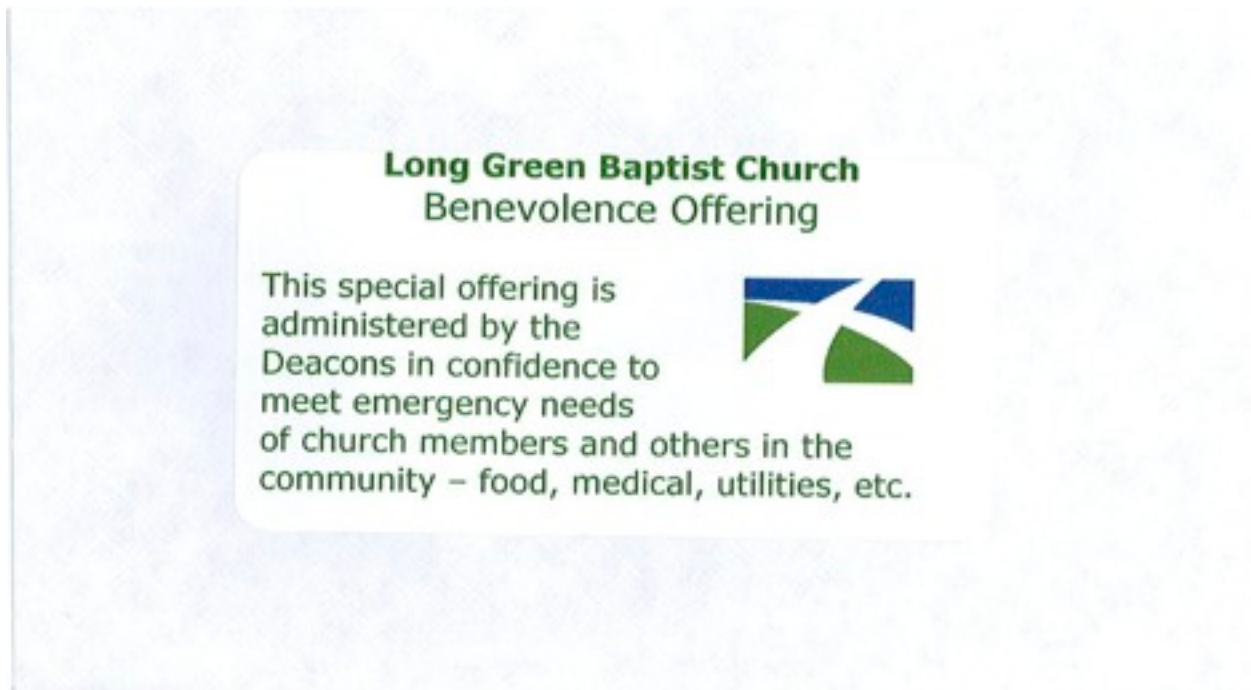 Long Green Baptist Church
Benevolence Offering
This special offering is
administered by the
Deacons in confidence to
meet emergency needs
of church members and others in the
community – food, medical, utilities, etc.